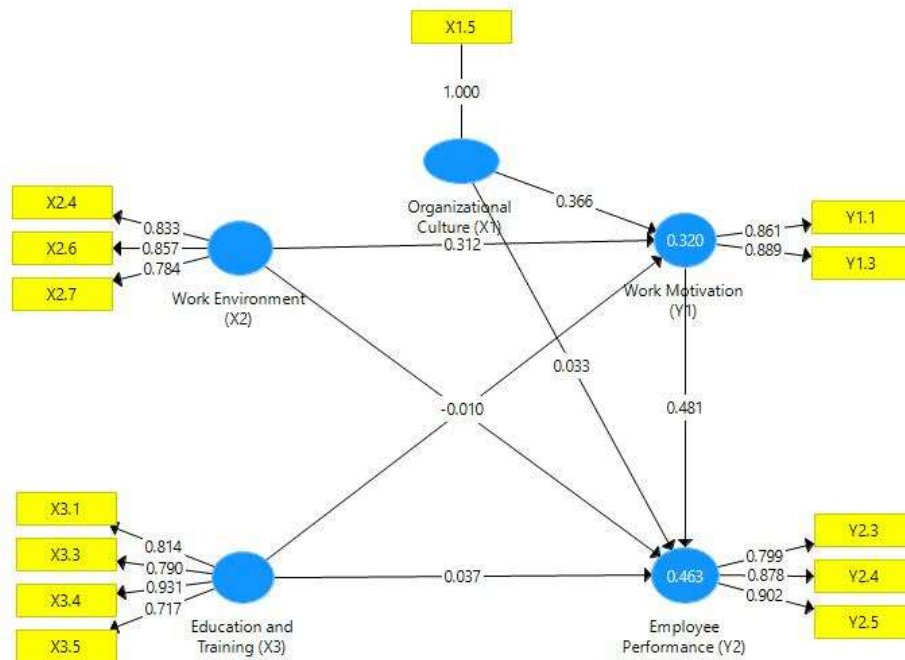 X1.5
1.000
Organizational
Culture (X1)
0.366
X2.4
X2.6
X2.7
0.833
0.857
0.784
Work Environment
(X2)
0.312
0.320
Work Motivation
(Y1)
0.861
0.889
Y1.1
Y1.3
0.033
-0.010
0.481
X3.1
X3.3
X3.4
X3.5
0.814
0.790
0.931
0.717
Education and
Training (X3)
0.037
0.463
Employee
Performance (Y2)
0.799
0.878
0.902
Y2.3
Y2.4
Y2.5